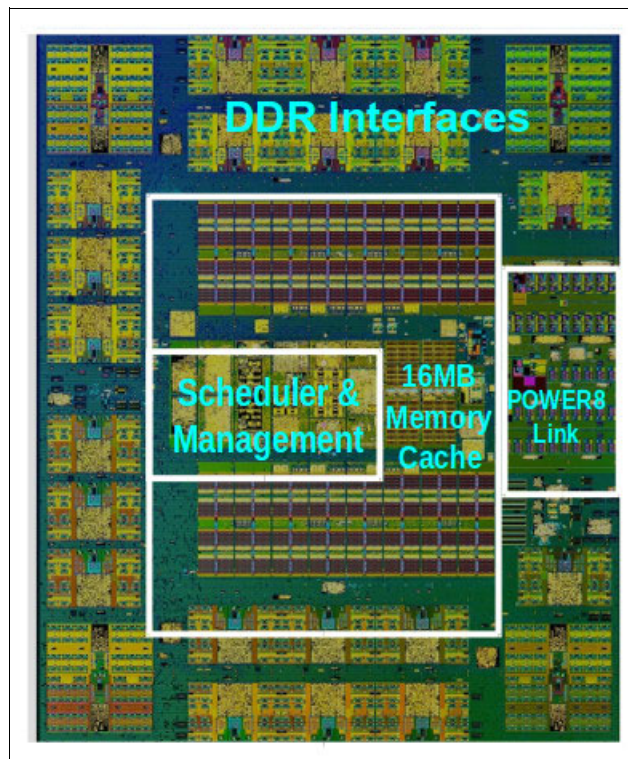 DDR Interfaces
Scheduler &
Management
16MB
Memory
Cache
POWER8
Link